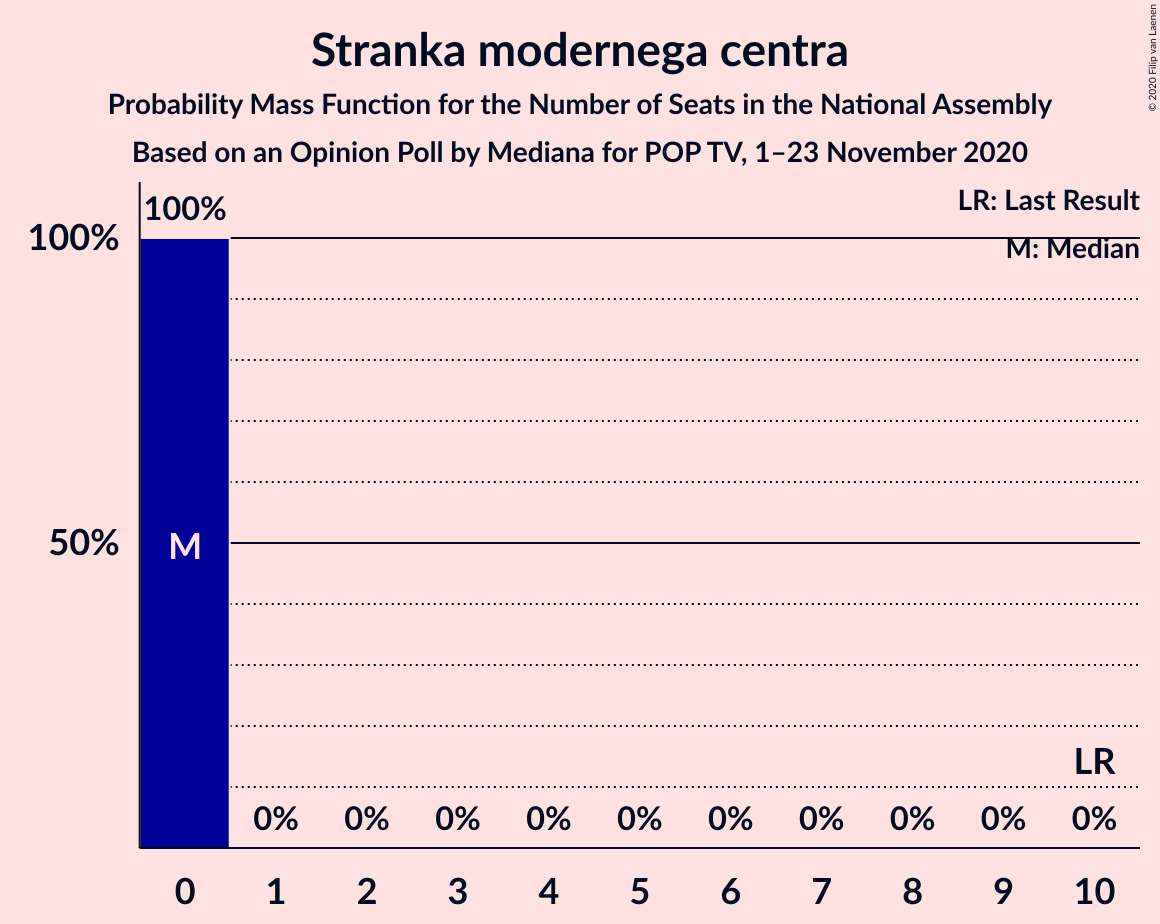 Stranka modernega centra
Probability Mass Function for the Number of Seats in the National Assembly
Based on an Opinion Poll by Mediana for POP TV, 1–23 November 2020
© 2020 Filip van Laenen
LR: Last Result
M: Median
100%
100%
50%
M
LR
0% 0% 0% 0% 0% 0% 0% 0% 0% 0%
0 1 2 3 4 5 6 7 8 9 10